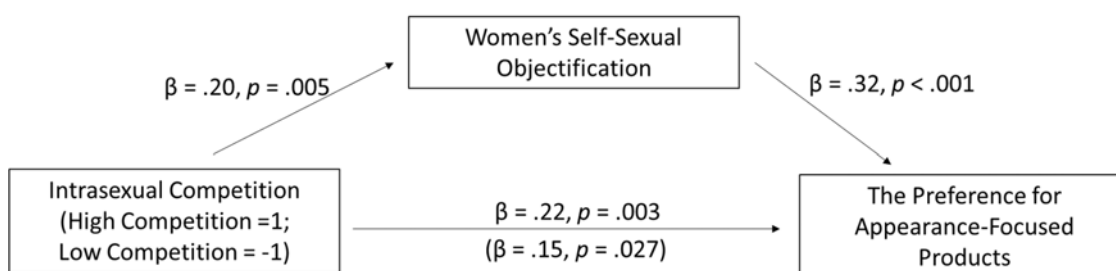 Women’s Self-Sexual
Objectification
β = .20, p = .005
β = .32, p < .001
Intrasexual Competition
(High Competition =1;
Low Competition = -1)
β = .22, p = .003
(β = .15, p = .027)
The Preference for
Appearance-Focused
Products